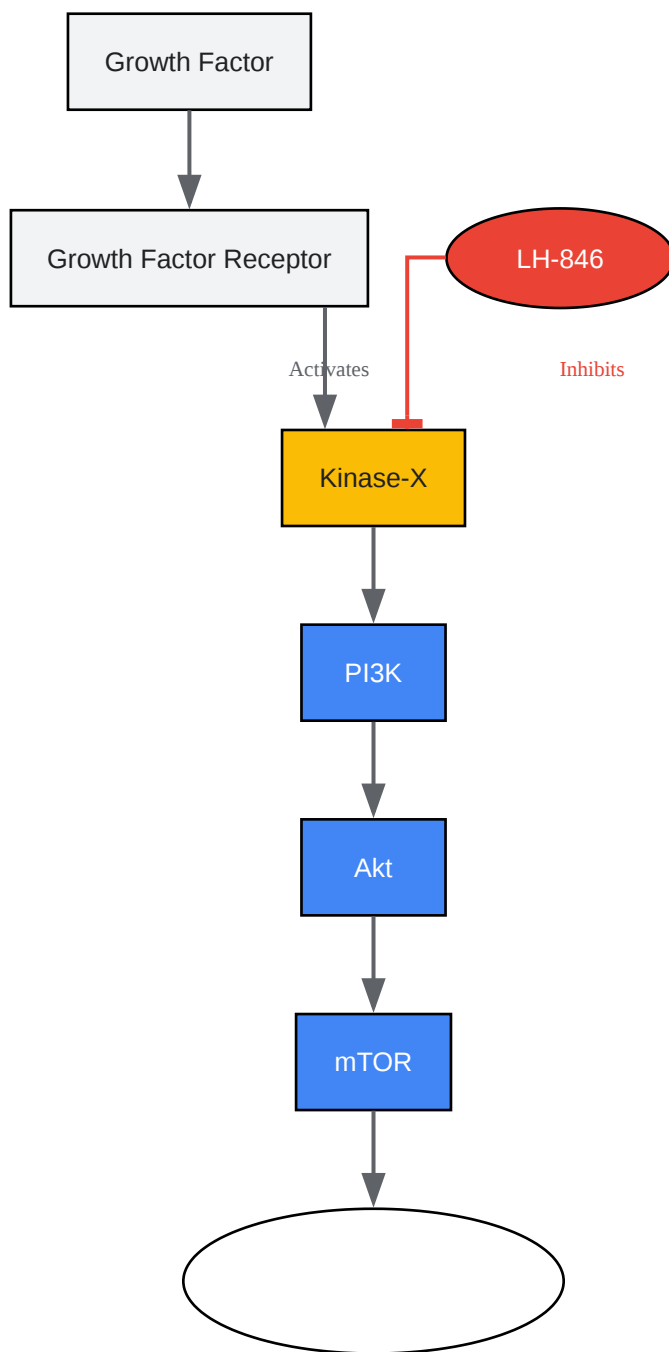 Growth Factor
Growth Factor Receptor
LH-846
Activates
Inhibits
Kinase-X
PI3K
Akt
mTOR